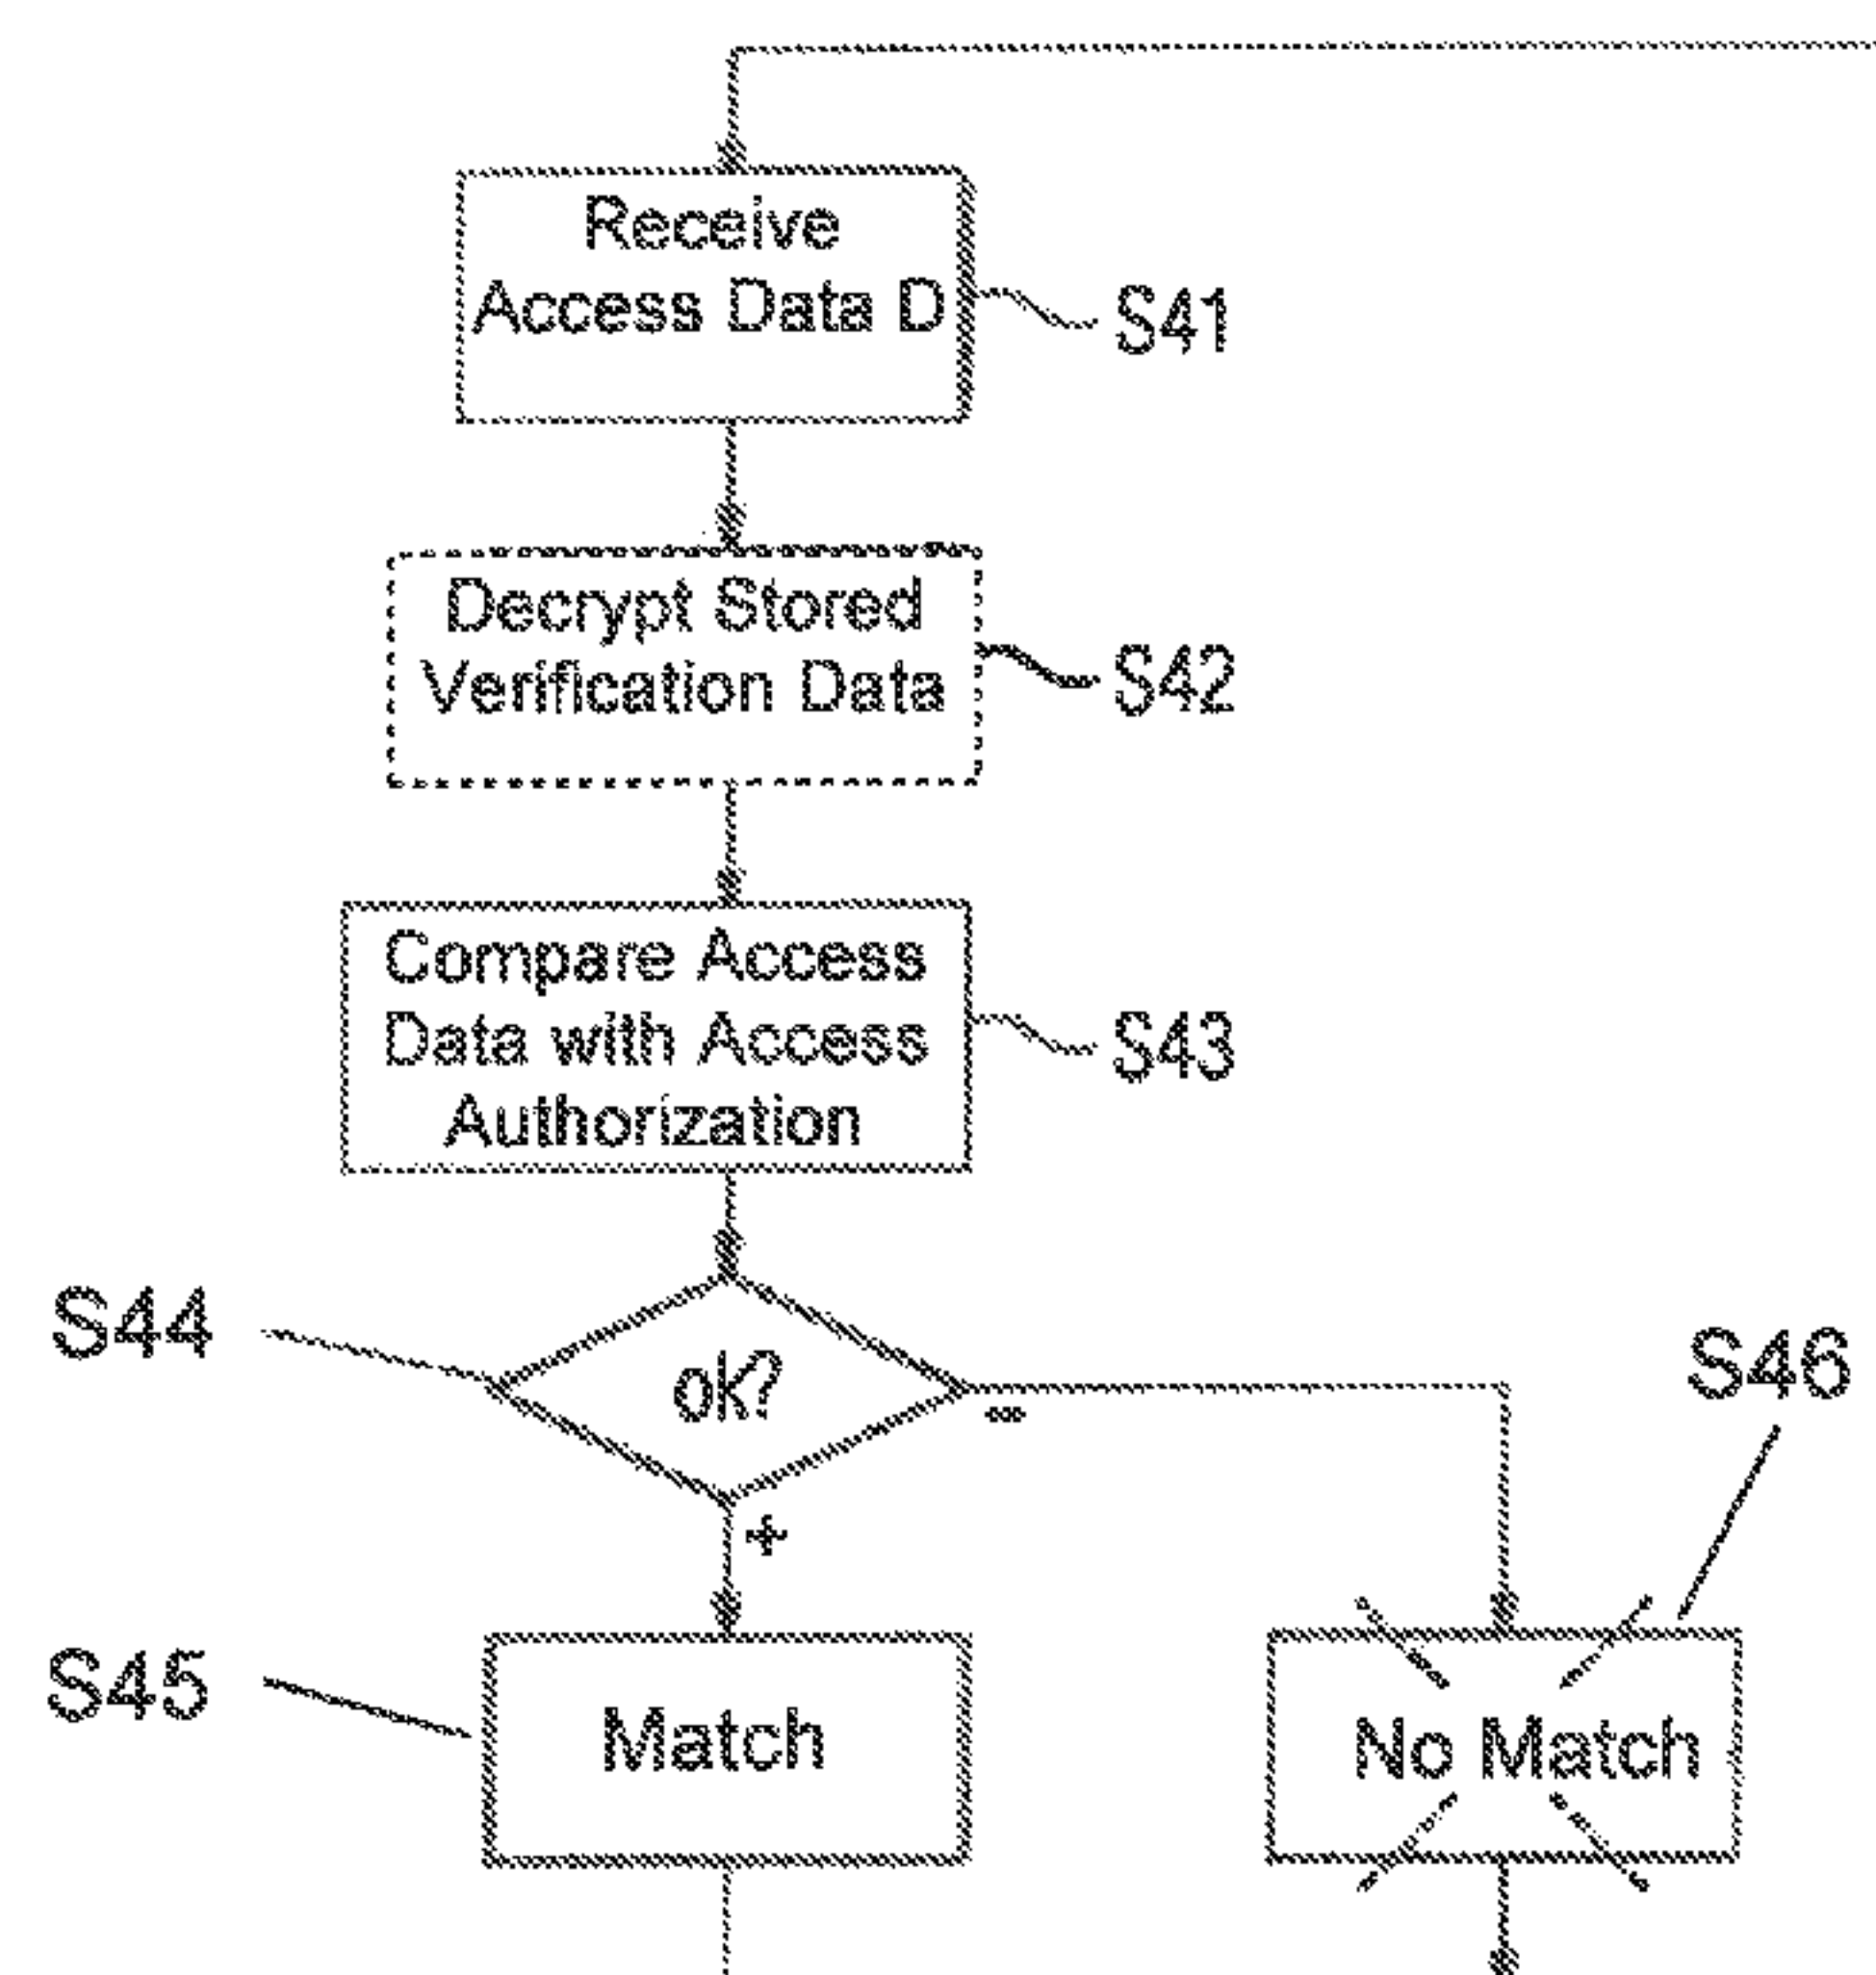 Receive
Access Data D
S41
Decrypt Stored
Verification Data
S42
Compare Access
Data with Access
Authorization
S43
S44
ok?
-
S46
+
S45
Match
No Match